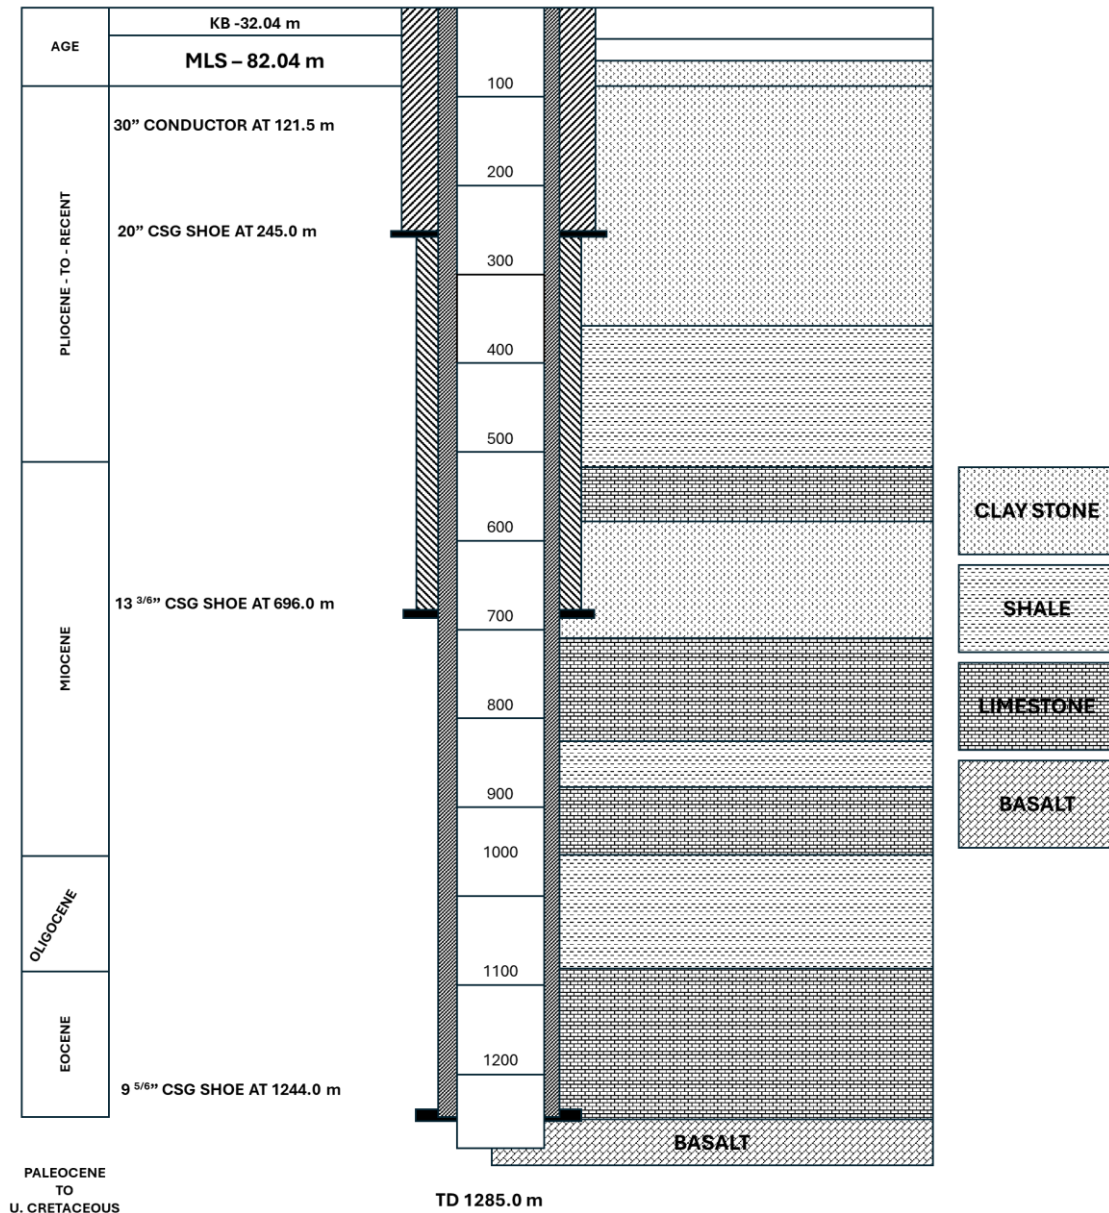 AGE
KB -32.04 m
MLS – 82.04 m
30” CONDUCTOR AT 121.5 m
20” CSG SHOE AT 245.0 m
13 3/6” CSG SHOE AT 696.0 m
9 5/6” CSG SHOE AT 1244.0 m
PLIOCENE - TO - RECENT
MIOCENE
OLIGOCENE
EOCENE
PALEOCENE
TO
U. CRETACEOUS
100
200
300
400
500
600
700
800
900
1000
1100
1200
TD 1285.0 m
BASALT
CLAY STONE
SHALE
LIMESTONE
BASALT